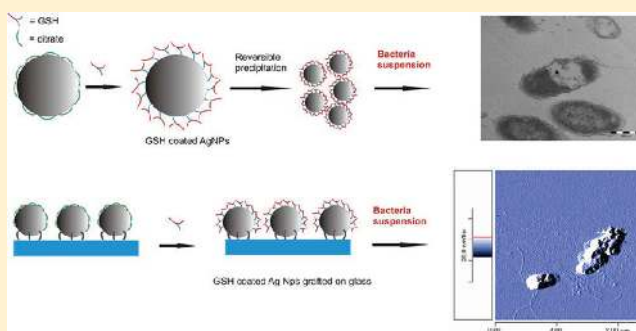 = GSH
= citrate
Reversible
precipitation
Bacteria
suspension
GSH coated AgNPs
Bacteria
suspension
GSH coated Ag Nps grafted on glass